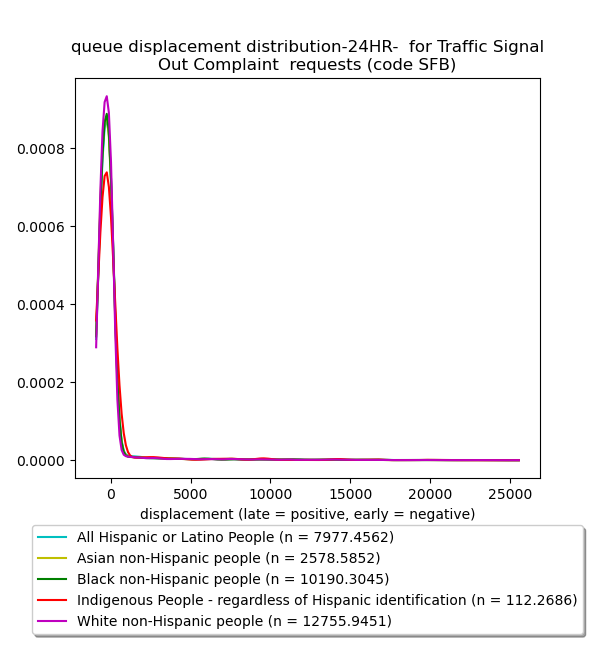 queue displacement distribution-24HR-  for Traffic Signal
Out Complaint  requests (code SFB)
0.0008
0.0006
0.0004
0.0002
0.0000
0 5000 10000 15000 20000 25000
displacement (late = positive, early = negative)
All Hispanic or Latino People (n = 7977.4562)
Asian non-Hispanic people (n = 2578.5852)
Black non-Hispanic people (n = 10190.3045)
Indigenous People - regardless of Hispanic identification (n = 112.2686)
White non-Hispanic people (n = 12755.9451)